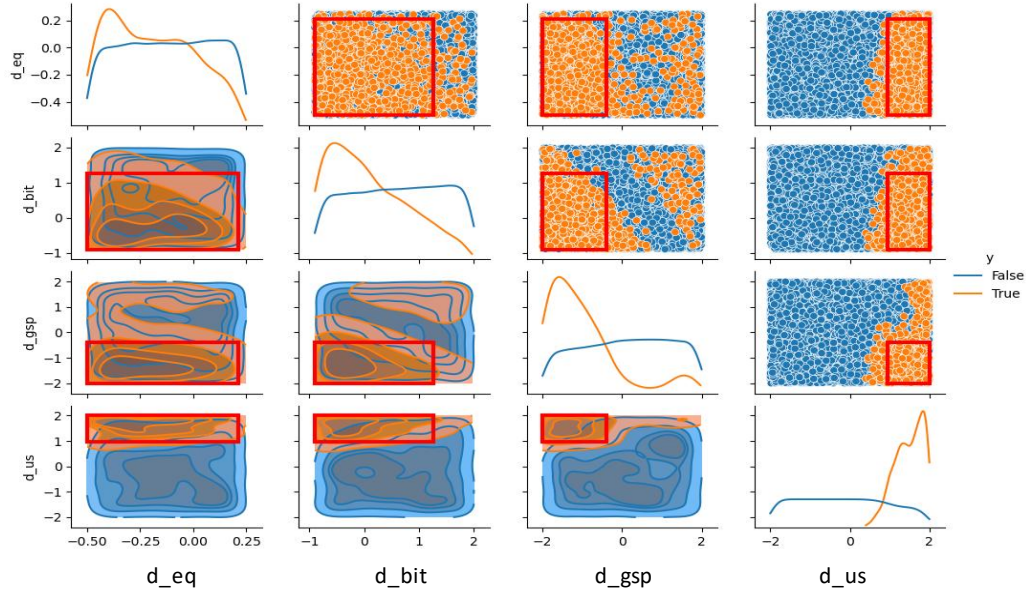 0.2
0.0
−0.2
−0.4
d_eq
2
1
0
−1
d_bit
y
False
True
2
1
0
−1
−2
d_gsp
2
1
0
−1
−2
d_us
−0.50 −0.25 0.00 0.25
−1 0 1 2
−2 0 2
−2 0 2
d_eq d_bit d_gsp d_us